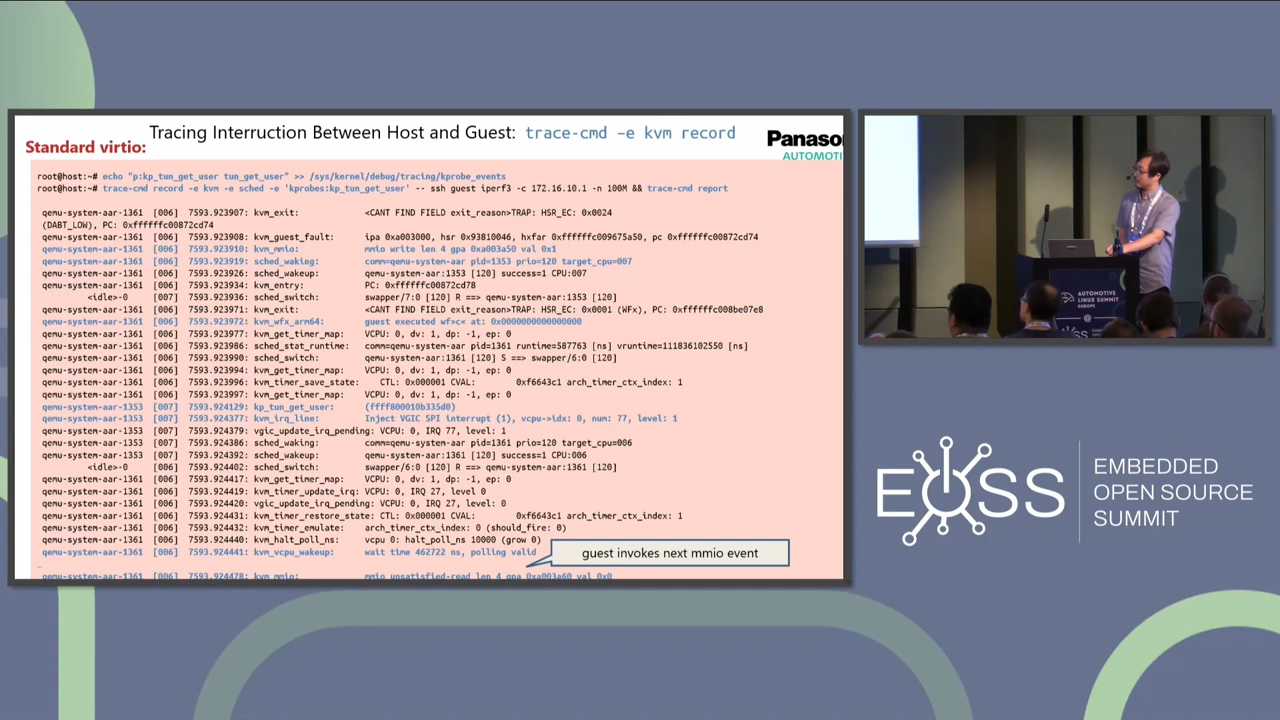 Tracing Interruction Between Host and Guest: trace-cmd –e kvm record
Panaso
AUTOMOTI
Standard virtio:
root@host:~# echo "p:kp_tun_get_user tun_get_user" >> /sys/kernel/debug/tracing/kprobe_events
root@host:~# trace-cmd record -e kvm -e sched -e 'kprobes:kp_tun_get_user' -- ssh guest iperf3 -c 172.16.10.1 -n 100M && trace-cmd report
qemu-system-aar-1361 [006] 7593.923907: kvm_exit: <CANT FIND FIELD exit_reason>TRAP: HSR_EC: 0x0024
(DABT_LOW), PC: 0xffffffc00872cd74
qemu-system-aar-1361 [006] 7593.923908: kvm_guest_fault: ipa 0xa003000, hsr 0x93810046, hxfar 0xffffffc009675a50, pc 0xffffffc00872cd74
qemu-system-aar-1361 [006] 7593.923910: kvm_mmio: mmio write len 4 gpa 0xa003a50 val 0x1
qemu-system-aar-1361 [006] 7593.923919: sched_waking: comm=qemu-system-aar pid=1353 prio=120 target_cpu=007
qemu-system-aar-1361 [006] 7593.923926: sched_wakeup: qemu-system-aar:1353 [120] success=1 CPU:007
qemu-system-aar-1361 [006] 7593.923934: kvm_entry: PC: 0xffffffc00872cd78
<idle>-0 [007] 7593.923936: sched_switch: swapper/7:0 [120] R ==> qemu-system-aar:1353 [120]
qemu-system-aar-1361 [006] 7593.923971: kvm_exit: <CANT FIND FIELD exit_reason>TRAP: HSR_EC: 0x0001 (WFx), PC: 0xffffffc008be07e8
qemu-system-aar-1361 [006] 7593.923972: kvm_wfx_arm64: guest executed wf>c< at: 0x0000000000000000
qemu-system-aar-1361 [006] 7593.923977: kvm_get_timer_map: VCPU: 0, dv: 1, dp: -1, ep: 0
qemu-system-aar-1361 [006] 7593.923986: sched_stat_runtime: comm=qemu-system-aar pid=1361 runtime=587763 [ns] vruntime=111836102550 [ns]
qemu-system-aar-1361 [006] 7593.923990: sched_switch: qemu-system-aar:1361 [120] S ==> swapper/6:0 [120]
qemu-system-aar-1361 [006] 7593.923994: kvm_get_timer_map: VCPU: 0, dv: 1, dp: -1, ep: 0
qemu-system-aar-1361 [006] 7593.923996: kvm_timer_save_state: CTL: 0x000001 CVAL: 0xf6643c1 arch_timer_ctx_index: 1
qemu-system-aar-1361 [006] 7593.923997: kvm_get_timer_map: VCPU: 0, dv: 1, dp: -1, ep: 0
qemu-system-aar-1353 [007] 7593.924129: kp_tun_get_user: (ffff800010b335d0)
qemu-system-aar-1353 [007] 7593.924377: kvm_irq_line: Inject VGIC SPI interrupt (1), vcpu->idx: 0, num: 77, level: 1
qemu-system-aar-1353 [007] 7593.924379: vgic_update_irq_pending: VCPU: 0, IRQ 77, level: 1
qemu-system-aar-1353 [007] 7593.924386: sched_waking: comm=qemu-system-aar pid=1361 prio=120 target_cpu=006
qemu-system-aar-1353 [007] 7593.924392: sched_wakeup: qemu-system-aar:1361 [120] success=1 CPU:006
<idle>-0 [006] 7593.924402: sched_switch: swapper/6:0 [120] R ==> qemu-system-aar:1361 [120]
qemu-system-aar-1361 [006] 7593.924417: kvm_get_timer_map: VCPU: 0, dv: 1, dp: -1, ep: 0
qemu-system-aar-1361 [006] 7593.924419: kvm_timer_update_irq: VCPU: 0, IRQ 27, level 0
qemu-system-aar-1361 [006] 7593.924420: vgic_update_irq_pending: VCPU: 0, IRQ 27, level: 0
qemu-system-aar-1361 [006] 7593.924431: kvm_timer_restore_state: CTL: 0x000001 CVAL: 0xf6643c1 arch_timer_ctx_index: 1
qemu-system-aar-1361 [006] 7593.924432: kvm_timer_emulate: arch_timer_ctx_index: 0 (should_fire: 0)
qemu-system-aar-1361 [006] 7593.924440: kvm_halt_poll_ns: vcpu 0: halt_poll_ns 10000 (grow 0)
qemu-system-aar-1361 [006] 7593.924441: kvm_vcpu_wakeup: wait time 462722 ns, polling valid
guest invokes next mmio event
…
qemu-system-aar-1361 [006] 7593.924478: kvm_mmio: mmio unsatisfied-read len 4 gpa 0xa003a60 val 0x0
AUTOMOTIVE
LINUX SUMMIT
EUROPE
@
EOSS
EMBEDDED
OPEN SOURCE
SUMMIT